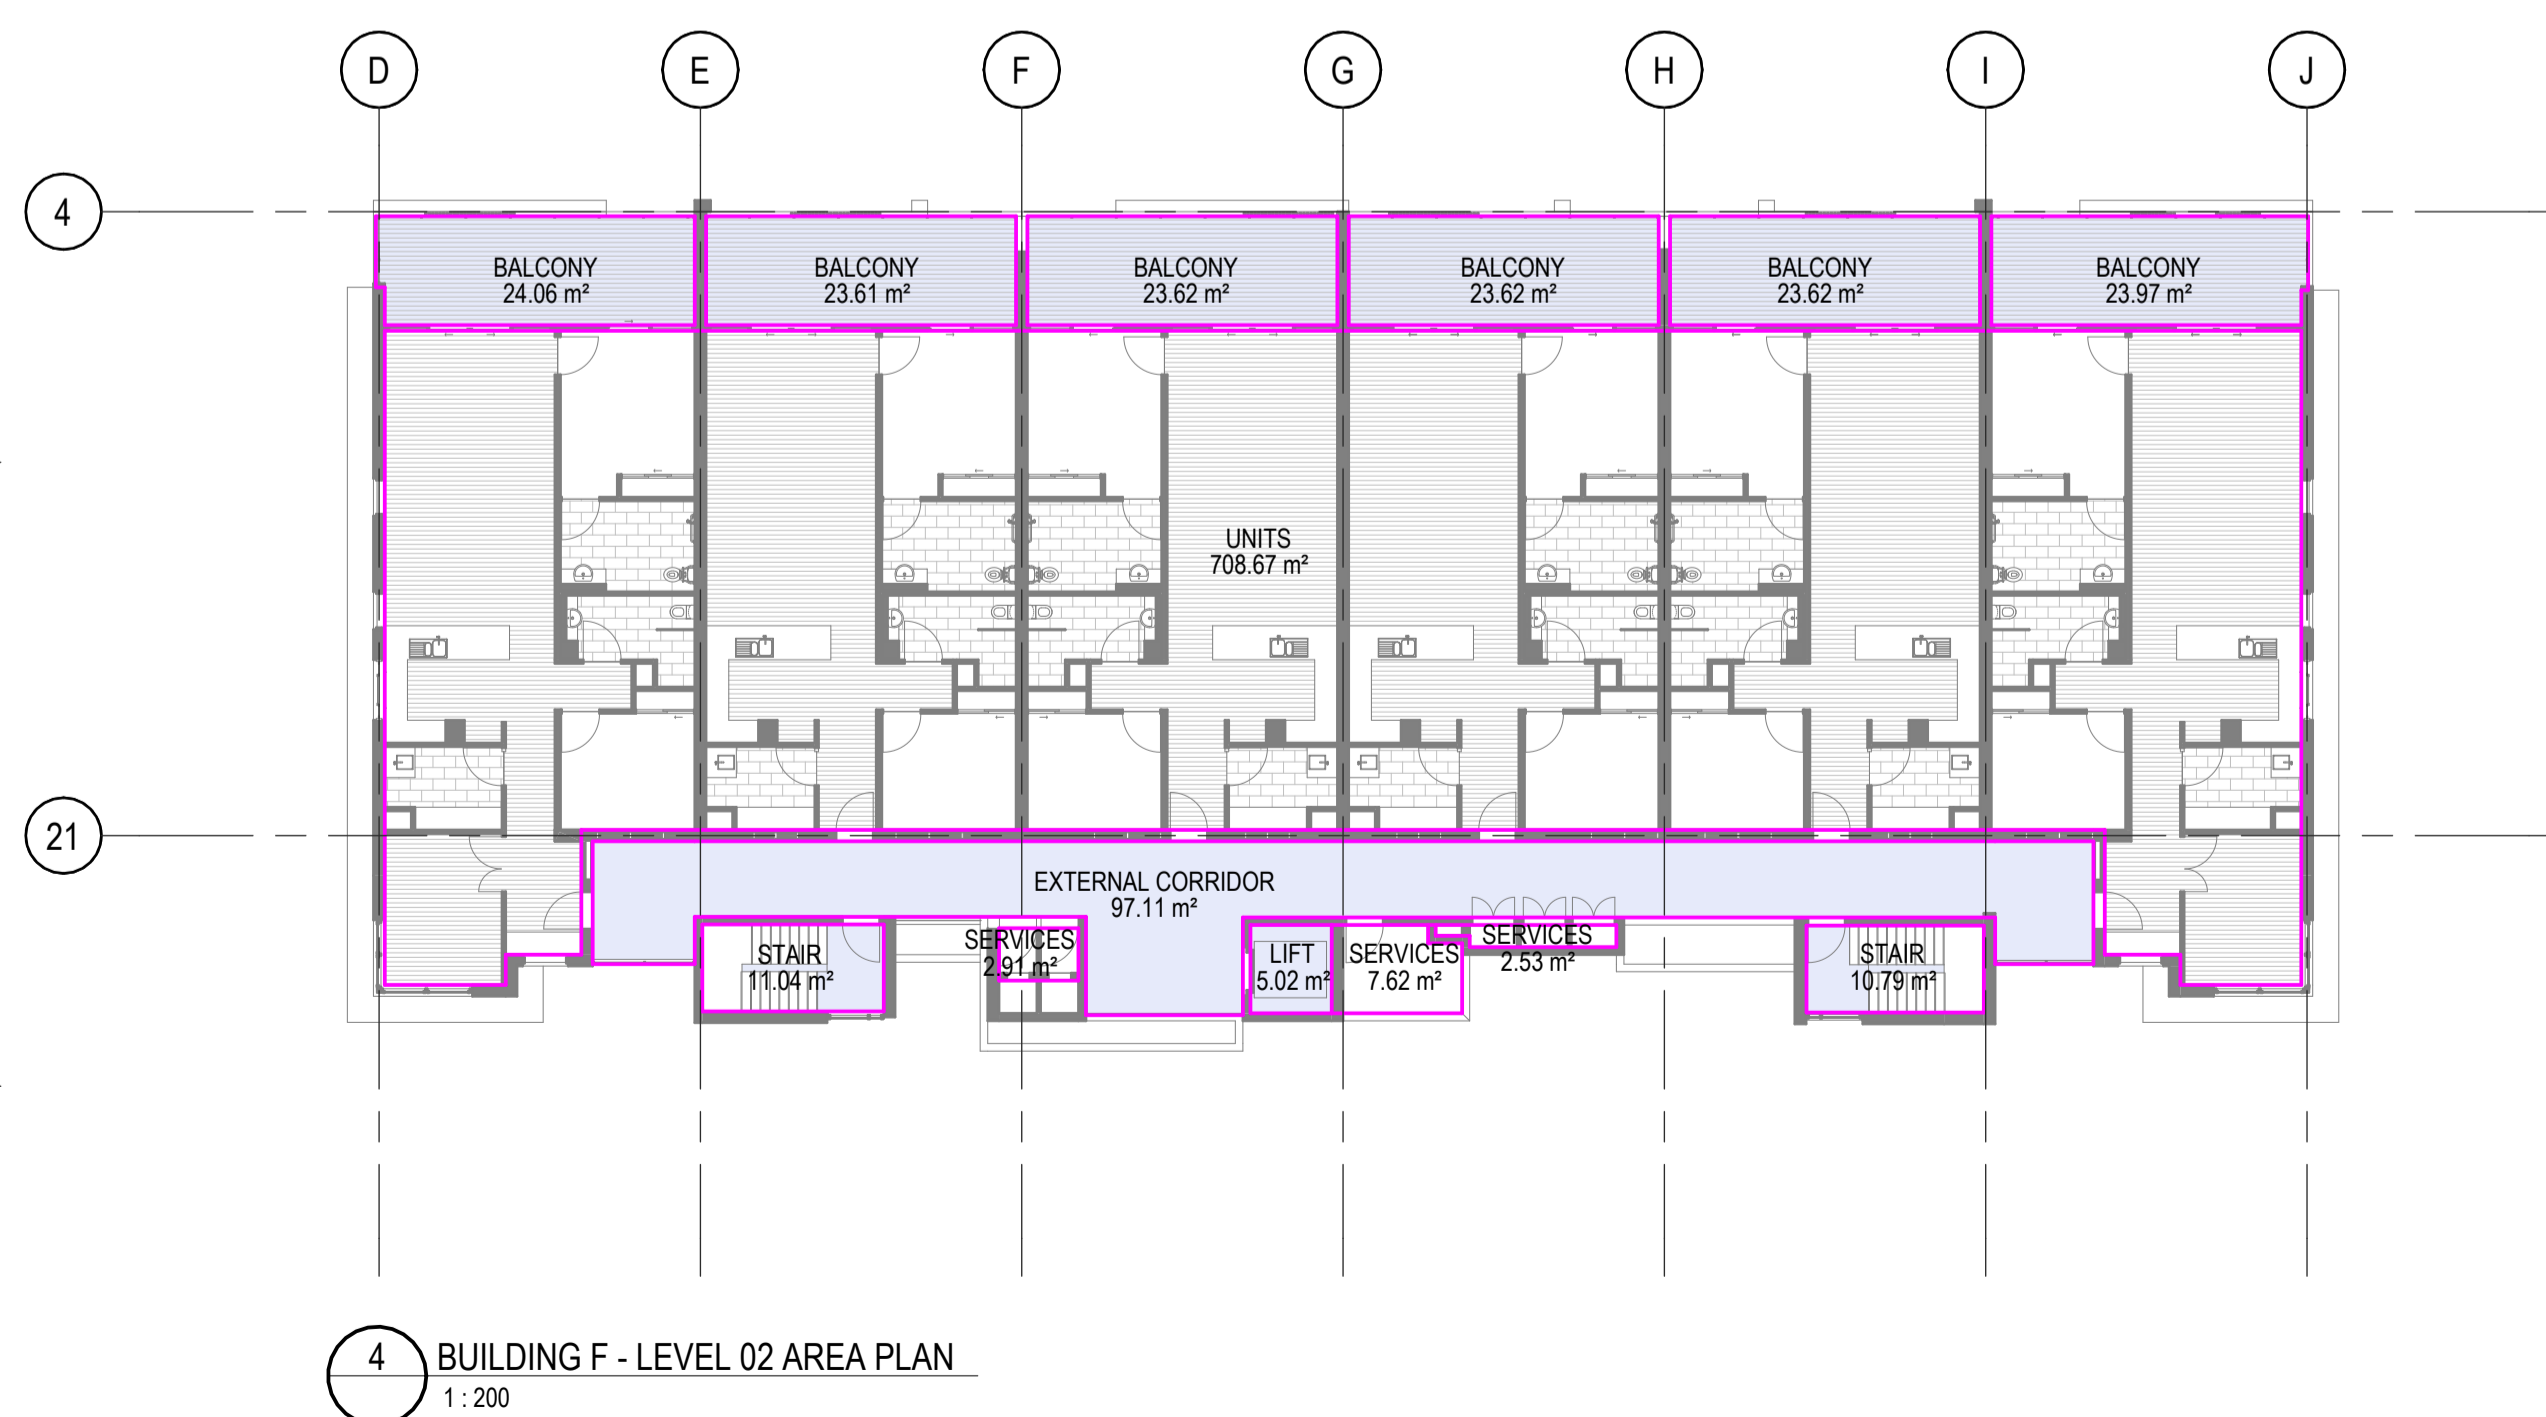 D E F G H I J
4
BALCONY
24.06 m²
BALCONY
23.61 m²
BALCONY
23.62 m²
BALCONY
23.62 m²
BALCONY
23.62 m²
BALCONY
23.97 m²
UNITS
708.67 m²
21
EXTERNAL CORRIDOR
97.11 m²
STAIR
11.04 m²
SERVICES
2.91 m²
LIFT
5.02 m²
SERVICES
7.62 m²
SERVICES
2.53 m²
STAIR
10.79 m²
4
BUILDING F - LEVEL 02 AREA PLAN
1 : 200